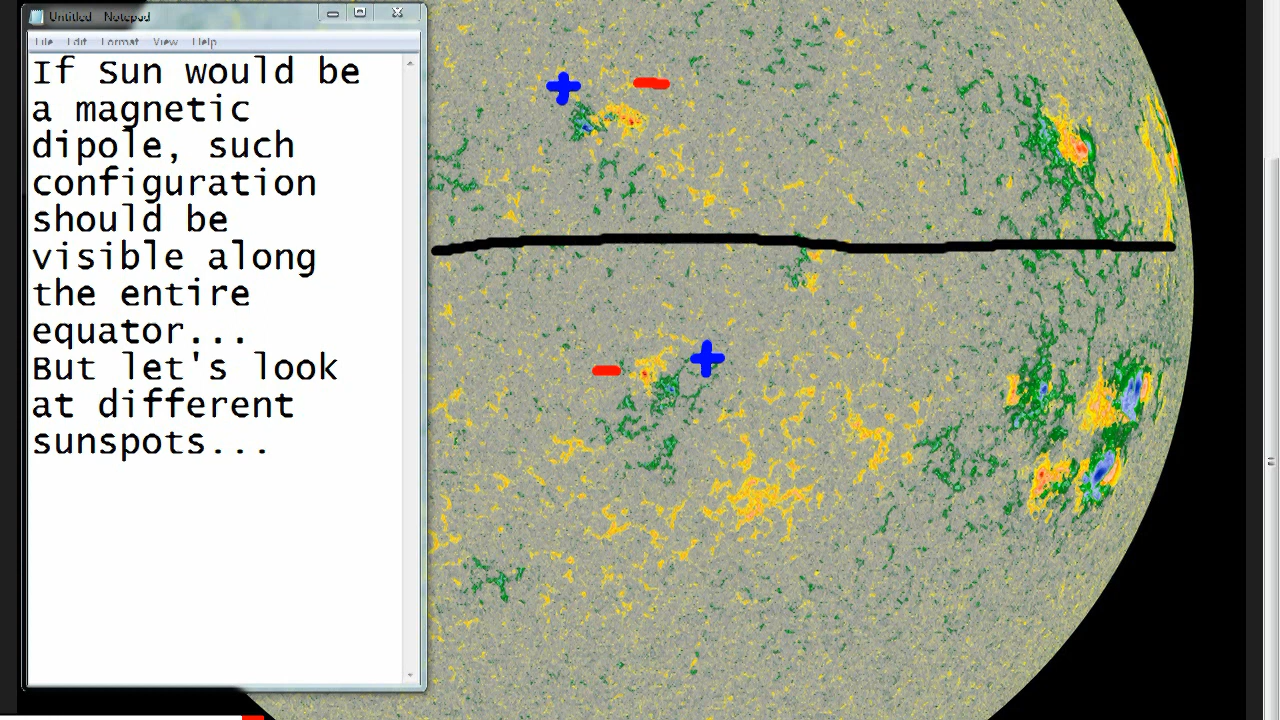 Untitled - Notepad
File Edit Format View Help
If Sun would be
a magnetic
dipole, such
configuration
should be
visible along
the entire
equator...
But let's look
at different
sunspots...
+ -
- +